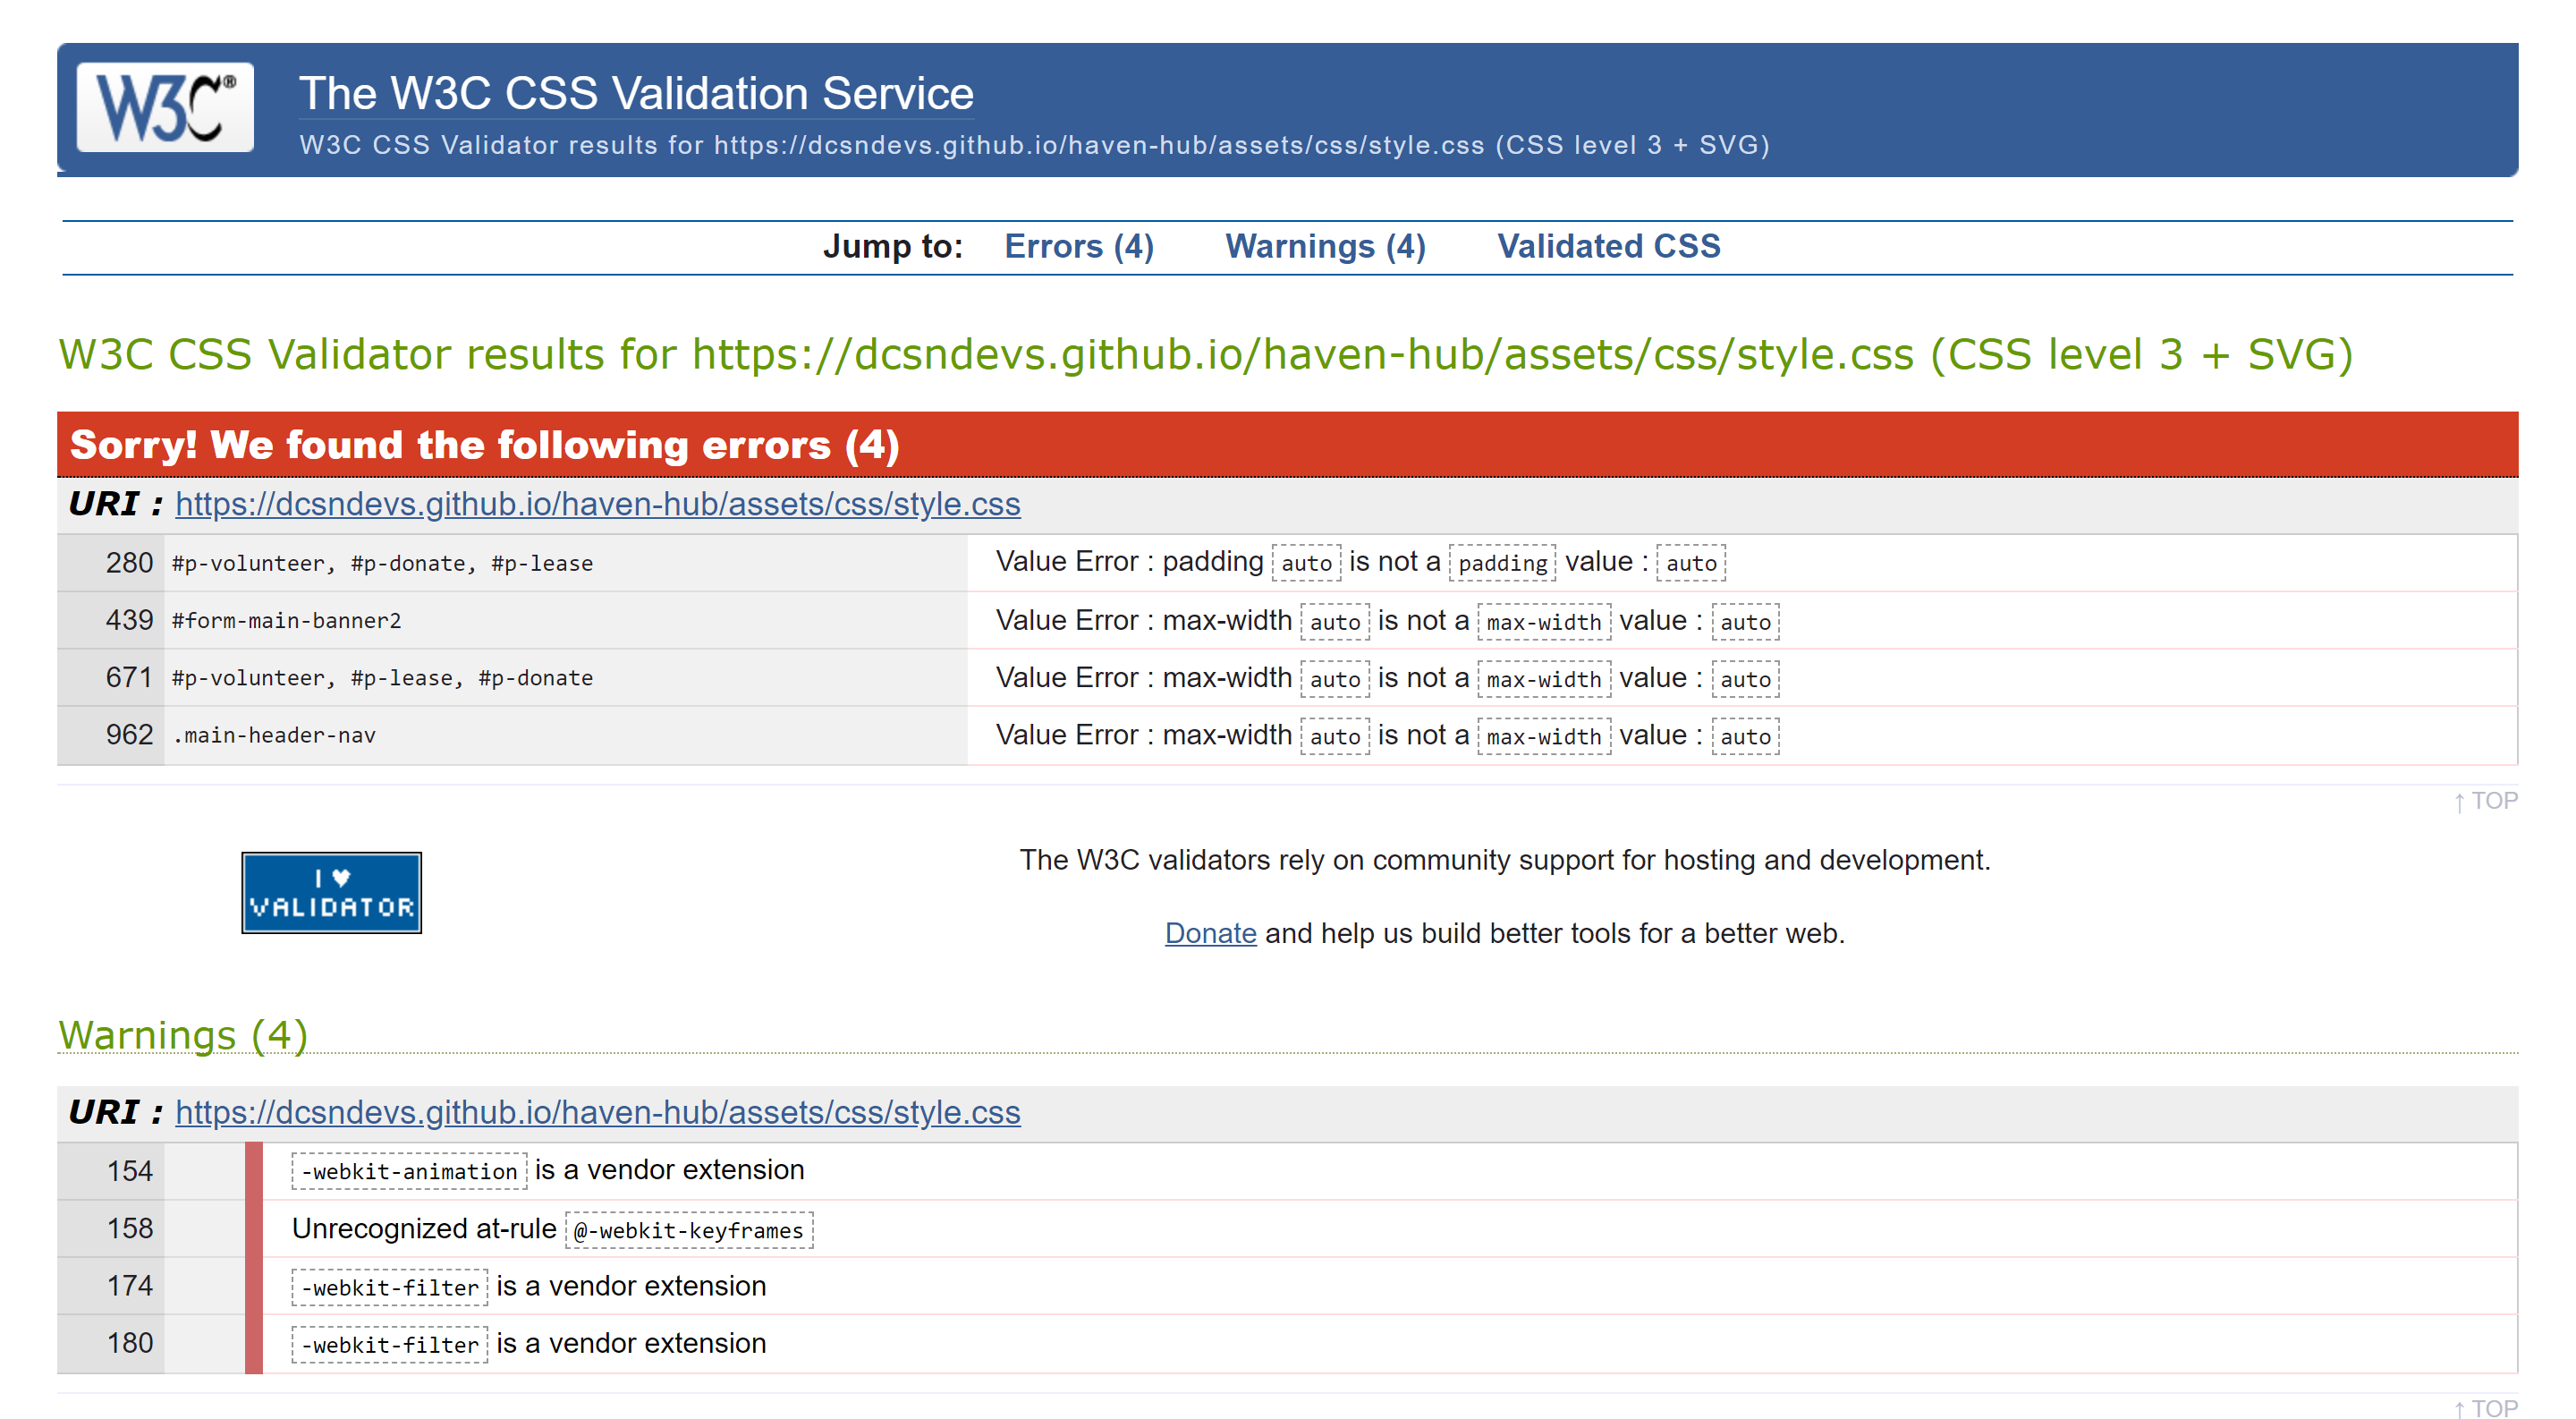 W3C®
The W3C CSS Validation Service
W3C CSS Validator results for https://dcsndevs.github.io/haven-hub/assets/css/style.css (CSS level 3 + SVG)
Jump to: Errors (4) Warnings (4) Validated CSS
W3C CSS Validator results for https://dcsndevs.github.io/haven-hub/assets/css/style.css (CSS level 3 + SVG)
Sorry! We found the following errors (4)
URI : https://dcsndevs.github.io/haven-hub/assets/css/style.css
280 #p-volunteer, #p-donate, #p-lease Value Error : padding auto is not a padding value : auto
439 #form-main-banner2 Value Error : max-width auto is not a max-width value : auto
671 #p-volunteer, #p-lease, #p-donate Value Error : max-width auto is not a max-width value : auto
962 .main-header-nav Value Error : max-width auto is not a max-width value : auto
↑ TOP
I ♥
VALIDATOR
The W3C validators rely on community support for hosting and development.
Donate and help us build better tools for a better web.
Warnings (4)
URI : https://dcsndevs.github.io/haven-hub/assets/css/style.css
154 -webkit-animation is a vendor extension
158 Unrecognized at-rule @-webkit-keyframes
174 -webkit-filter is a vendor extension
180 -webkit-filter is a vendor extension
↑ TOP